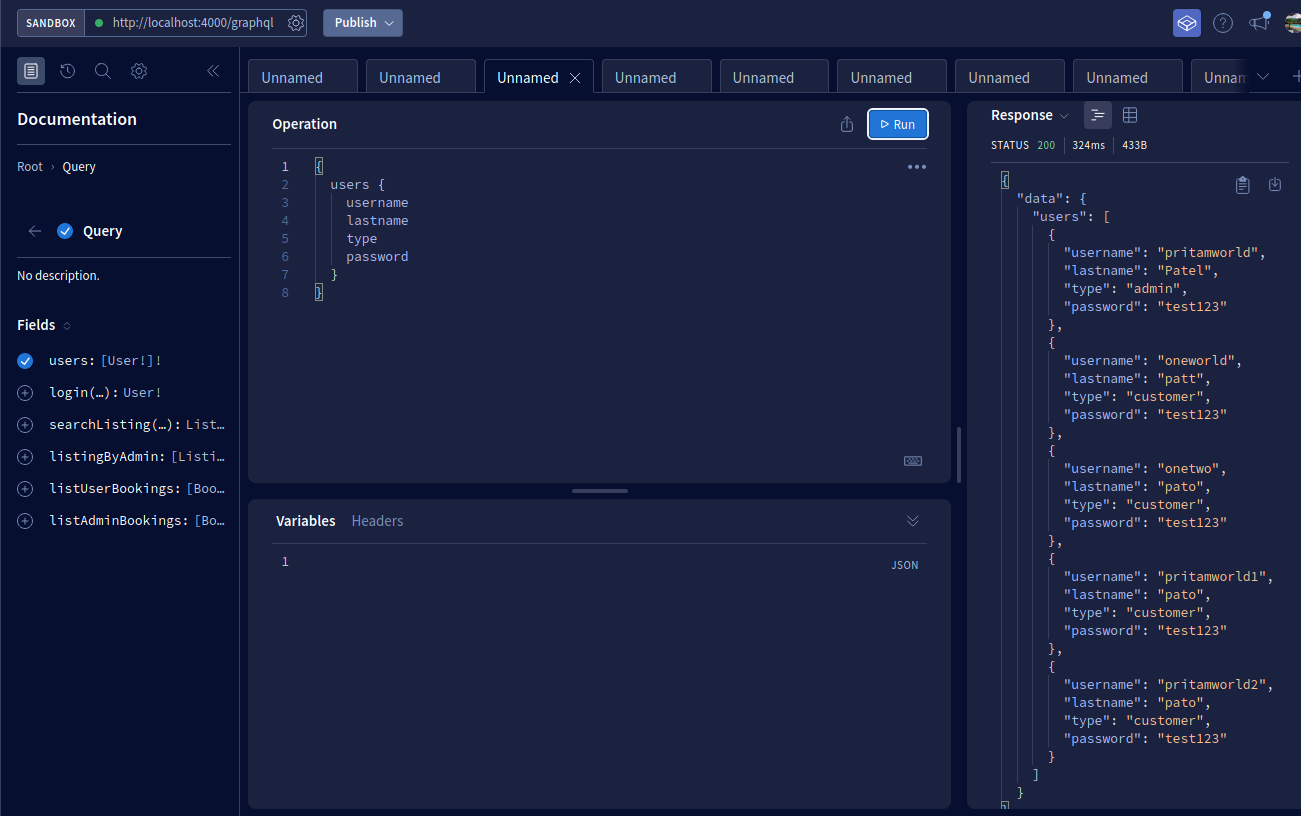 SANDBOX http://localhost:4000/graphql Publish
Unnamed Unnamed Unnamed Unnamed Unnamed Unnamed Unnamed Unnamed Unnam
Documentation
Root › Query
Query
No description.
Fields
users: [User!]!
login(…): User!
searchListing(…): List…
listingByAdmin: [Listi…
listUserBookings: [Boo…
listAdminBookings: [Bo…
Operation
Run
1 {
2 users {
3 username
4 lastname
5 type
6 password
7 }
8 }
Variables Headers
1
JSON
Response
STATUS 200 324ms 433B
{
"data": {
"users": [
{
"username": "pritamworld",
"lastname": "Patel",
"type": "admin",
"password": "test123"
},
{
"username": "oneworld",
"lastname": "patt",
"type": "customer",
"password": "test123"
},
{
"username": "onetwo",
"lastname": "pato",
"type": "customer",
"password": "test123"
},
{
"username": "pritamworld1",
"lastname": "pato",
"type": "customer",
"password": "test123"
},
{
"username": "pritamworld2",
"lastname": "pato",
"type": "customer",
"password": "test123"
}
]
}
}